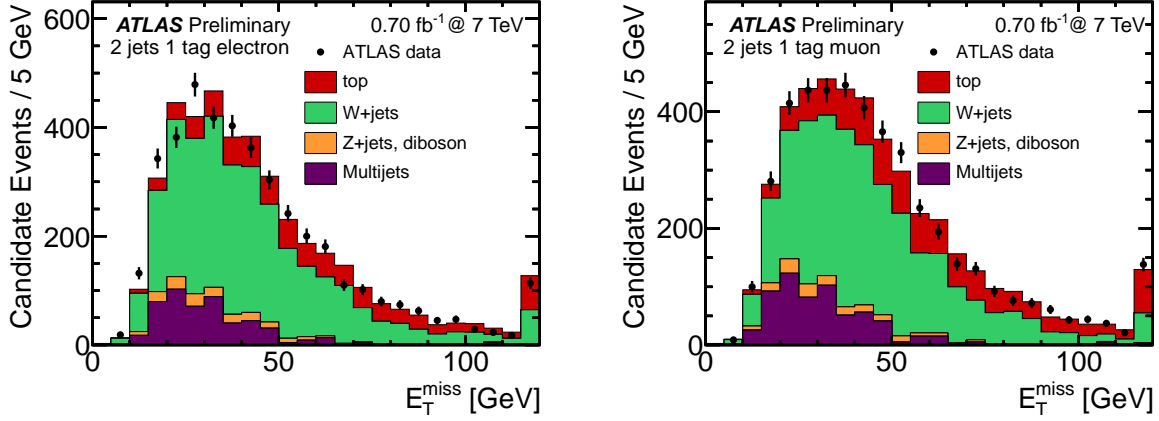 ATLAS Preliminary
0.70 fb⁻¹ @ 7 TeV
2 jets 1 tag electron
ATLAS data
top
W+jets
Z+jets, diboson
Multijets
Candidate Events / 5 GeV
600
400
200
0
0 50 100
E_T^miss [GeV]
ATLAS Preliminary
0.70 fb⁻¹ @ 7 TeV
2 jets 1 tag muon
ATLAS data
top
W+jets
Z+jets, diboson
Multijets
Candidate Events / 5 GeV
400
200
0
0 50 100
E_T^miss [GeV]